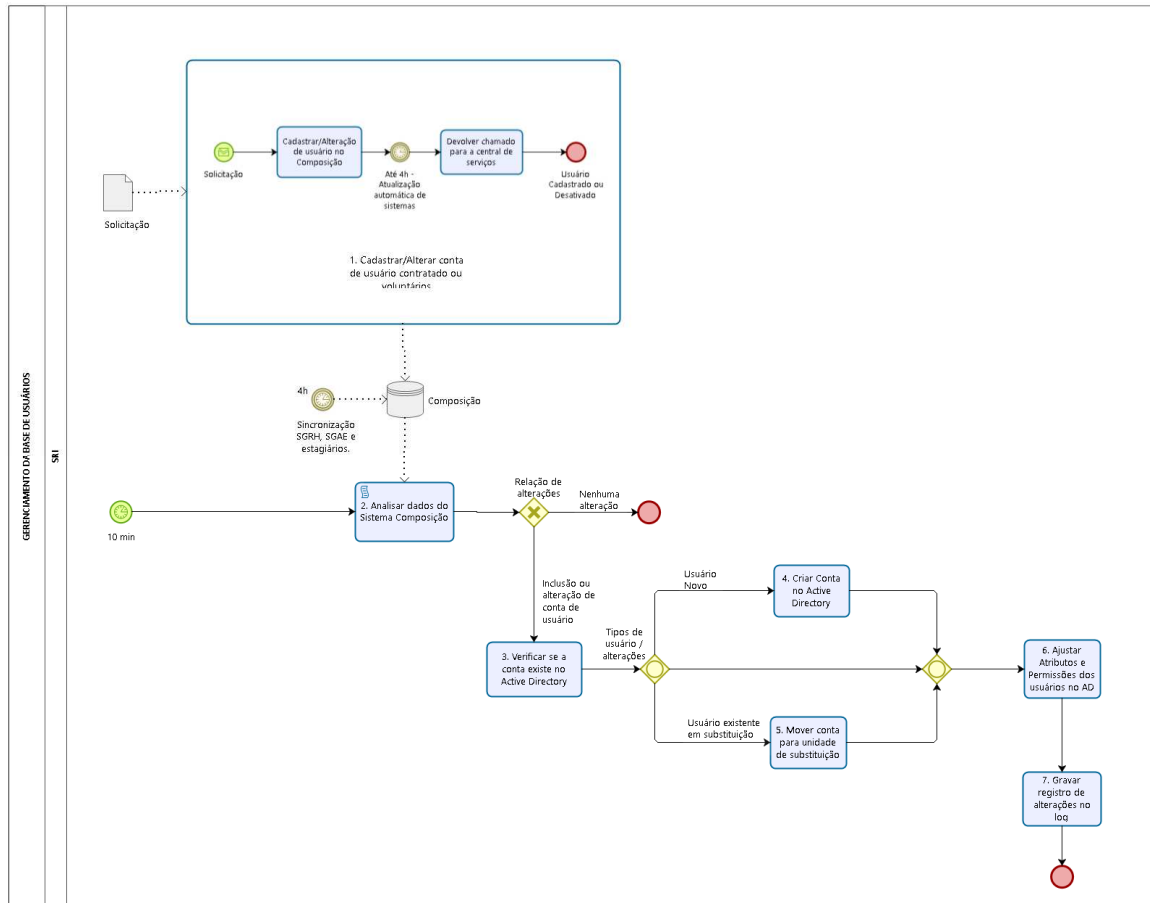 GERENCIAMENTO DA BASE DE USUÁRIOS
SRI
Solicitação
Solicitação
Cadastrar/Alteração
de usuário no
Composição
Até 4h -
Atualização
automática de
sistemas
Devolver chamado
para a central de
serviços
Usuário
Cadastrado ou
Desativado
1. Cadastrar/Alterar conta
de usuário contratado ou
voluntários
4h
Sincronização
SGRH, SGAE e
estagiários.
Composição
10 min
2. Analisar dados do
Sistema Composição
Relação de
alterações
Nenhuma
alteração
Inclusão ou
alteração de
conta de
usuário
3. Verificar se a
conta existe no
Active Directory
Tipos de
usuário /
alterações
Usuário
Novo
4. Criar Conta
no Active
Directory
Usuário existente
em substituição
5. Mover conta
para unidade
de substituição
6. Ajustar
Atributos e
Permissões dos
usuários no AD
7. Gravar
registro de
alterações no
log